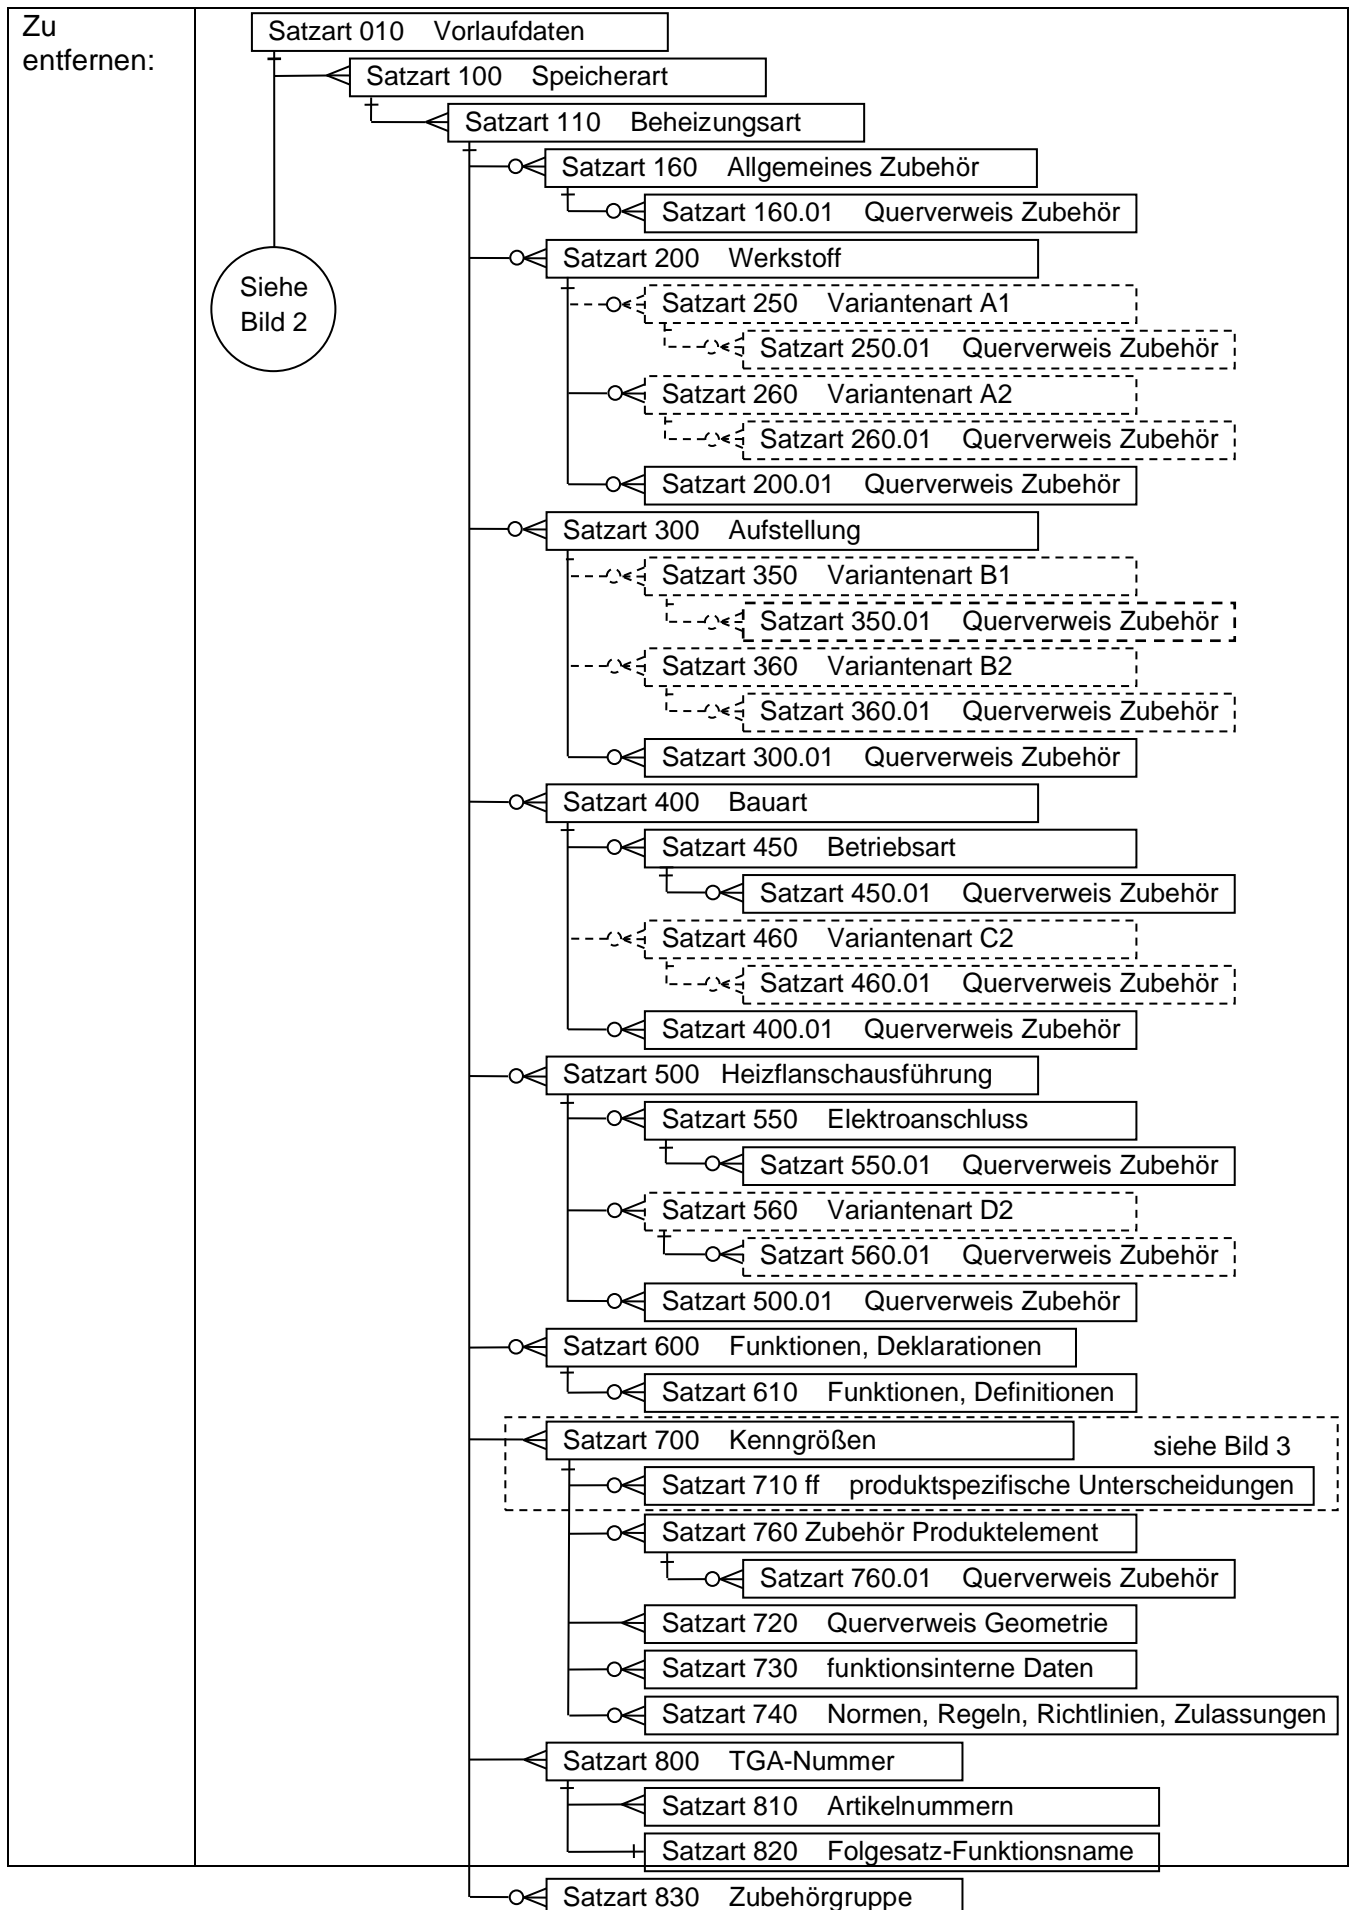 Zu
entfernen:
Satzart 010 Vorlaufdaten
Satzart 100 Speicherart
Satzart 110 Beheizungsart
Satzart 160 Allgemeines Zubehör
Satzart 160.01 Querverweis Zubehör
Satzart 200 Werkstoff
Siehe
Bild 2
Satzart 250 Variantenart A1
Satzart 250.01 Querverweis Zubehör
Satzart 260 Variantenart A2
Satzart 260.01 Querverweis Zubehör
Satzart 200.01 Querverweis Zubehör
Satzart 300 Aufstellung
Satzart 350 Variantenart B1
Satzart 350.01 Querverweis Zubehör
Satzart 360 Variantenart B2
Satzart 360.01 Querverweis Zubehör
Satzart 300.01 Querverweis Zubehör
Satzart 400 Bauart
Satzart 450 Betriebsart
Satzart 450.01 Querverweis Zubehör
Satzart 460 Variantenart C2
Satzart 460.01 Querverweis Zubehör
Satzart 400.01 Querverweis Zubehör
Satzart 500 Heizflanschausführung
Satzart 550 Elektroanschluss
Satzart 550.01 Querverweis Zubehör
Satzart 560 Variantenart D2
Satzart 560.01 Querverweis Zubehör
Satzart 500.01 Querverweis Zubehör
Satzart 600 Funktionen, Deklarationen
Satzart 610 Funktionen, Definitionen
Satzart 700 Kenngrößen siehe Bild 3
Satzart 710 ff produktspezifische Unterscheidungen
Satzart 760 Zubehör Produktelement
Satzart 760.01 Querverweis Zubehör
Satzart 720 Querverweis Geometrie
Satzart 730 funktionsinterne Daten
Satzart 740 Normen, Regeln, Richtlinien, Zulassungen
Satzart 800 TGA-Nummer
Satzart 810 Artikelnummern
Satzart 820 Folgesatz-Funktionsname
Satzart 830 Zubehörgruppe